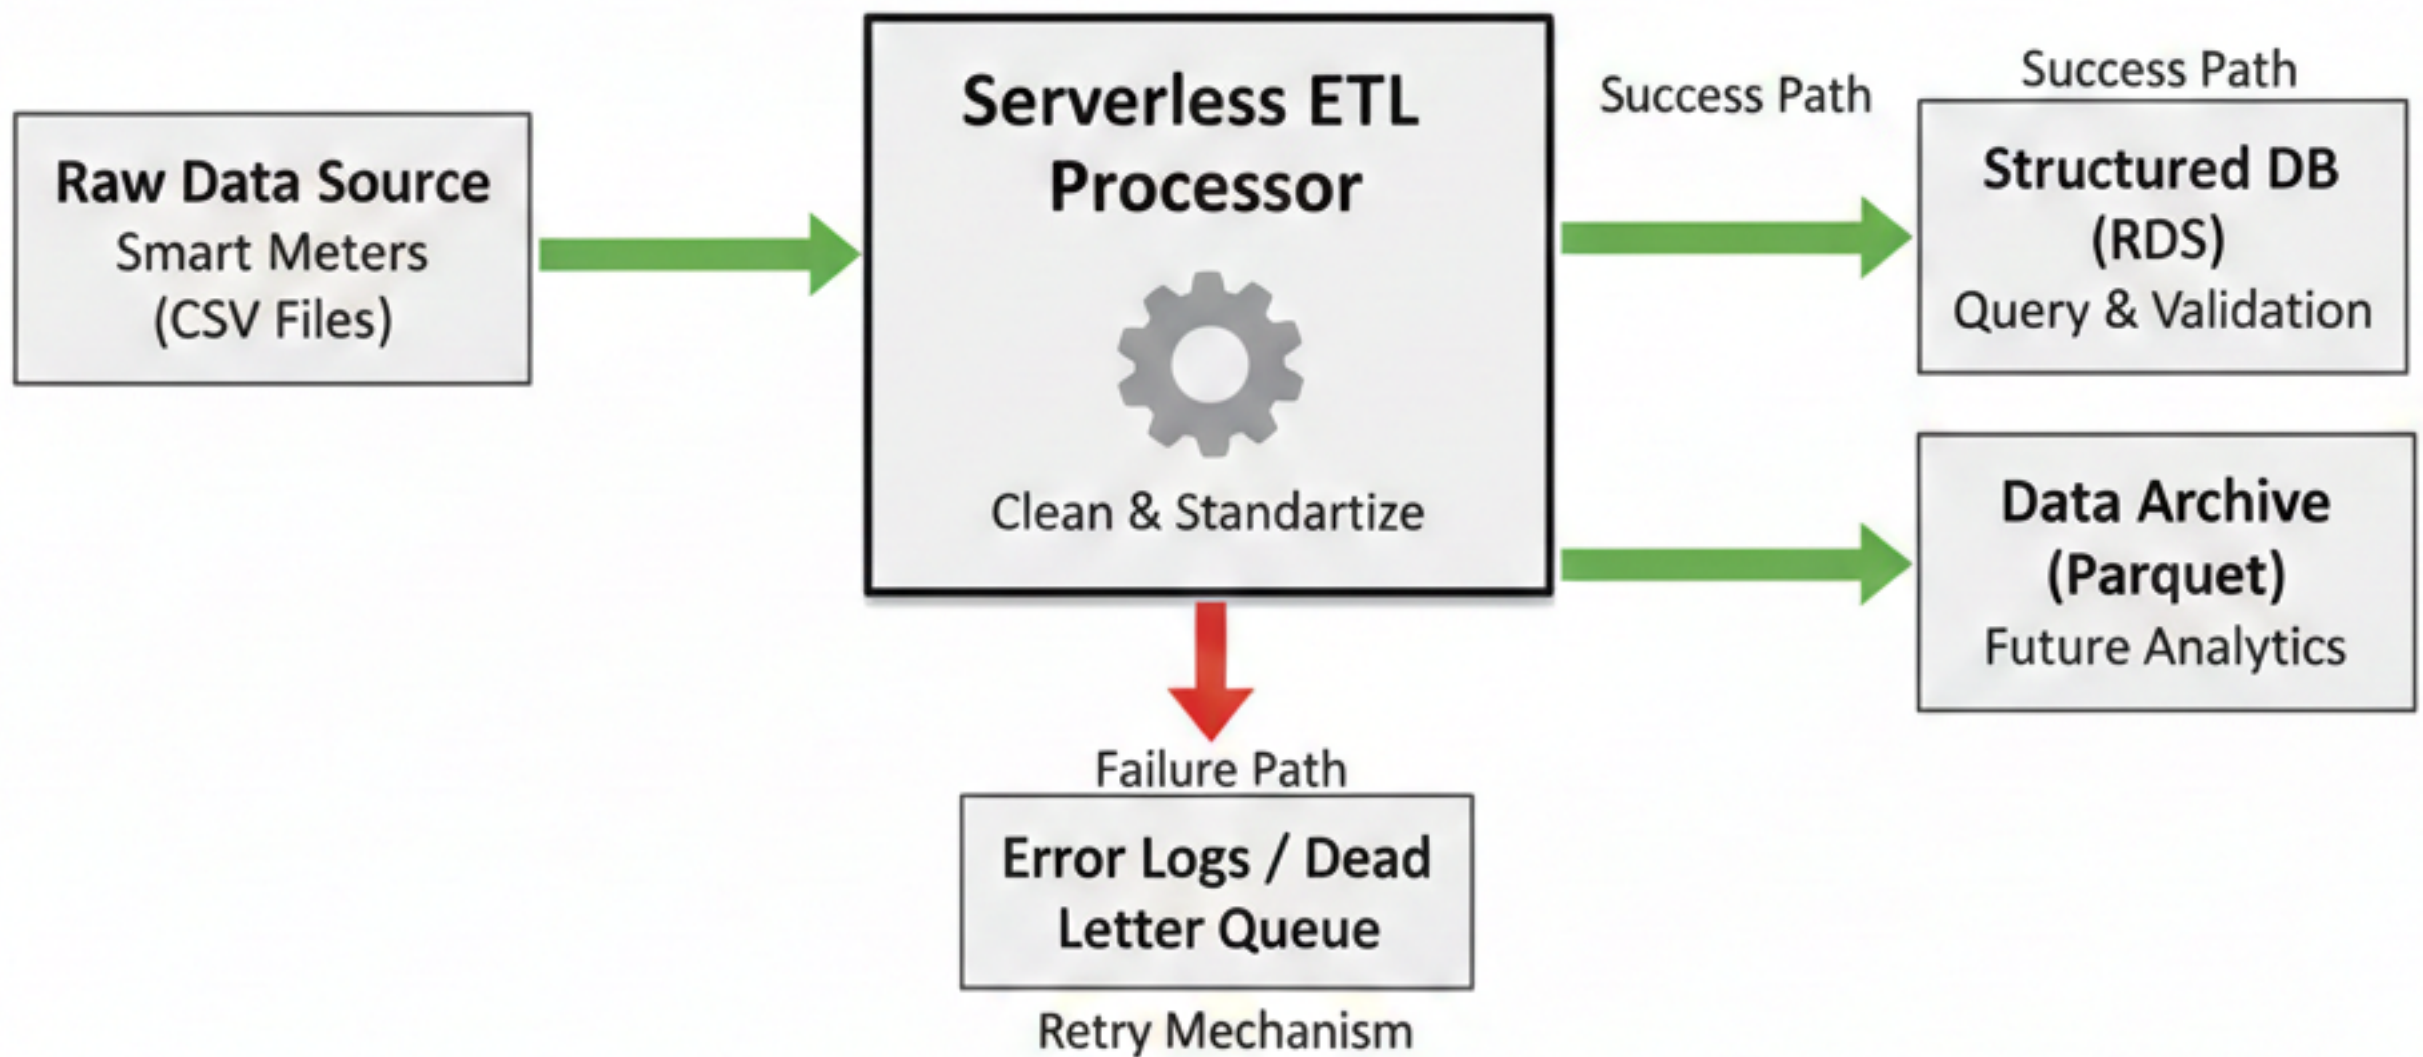 Raw Data Source
Smart Meters
(CSV Files)
Serverless ETL
Processor
Clean & Standartize
Success Path
Success Path
Structured DB
(RDS)
Query & Validation
Data Archive
(Parquet)
Future Analytics
Failure Path
Error Logs / Dead
Letter Queue
Retry Mechanism